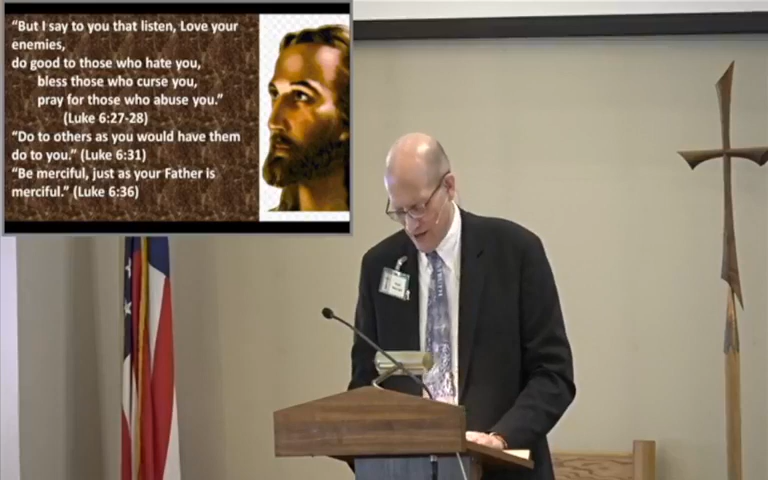 “But I say to you that listen, Love your
enemies,
do good to those who hate you,
bless those who curse you,
pray for those who abuse you.”
(Luke 6:27-28)
“Do to others as you would have them
do to you.” (Luke 6:31)
“Be merciful, just as your Father is
merciful.” (Luke 6:36)